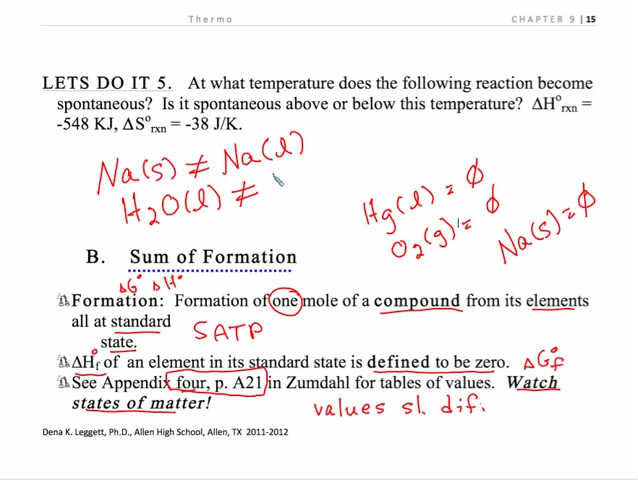 Thermo
CHAPTER 9 | 15
LETS DO IT 5. At what temperature does the following reaction become
spontaneous? Is it spontaneous above or below this temperature? ΔH°rxn =
-548 KJ, ΔS°rxn = -38 J/K.
Na(s) ≠ Na(l)
H2O(l) ≠
Hg(l) = ϕ
O2(g) = ϕ
Na(s) = ϕ
B. Sum of Formation
ΔG° ΔH°
Formation: Formation of one mole of a compound from its elements
all at standard
state.
SATP
ΔH°f of an element in its standard state is defined to be zero. ΔG°f
See Appendix four, p. A21 in Zumdahl for tables of values. Watch
states of matter!
values sl. dif.
Dena K. Leggett, Ph.D., Allen High School, Allen, TX 2011-2012